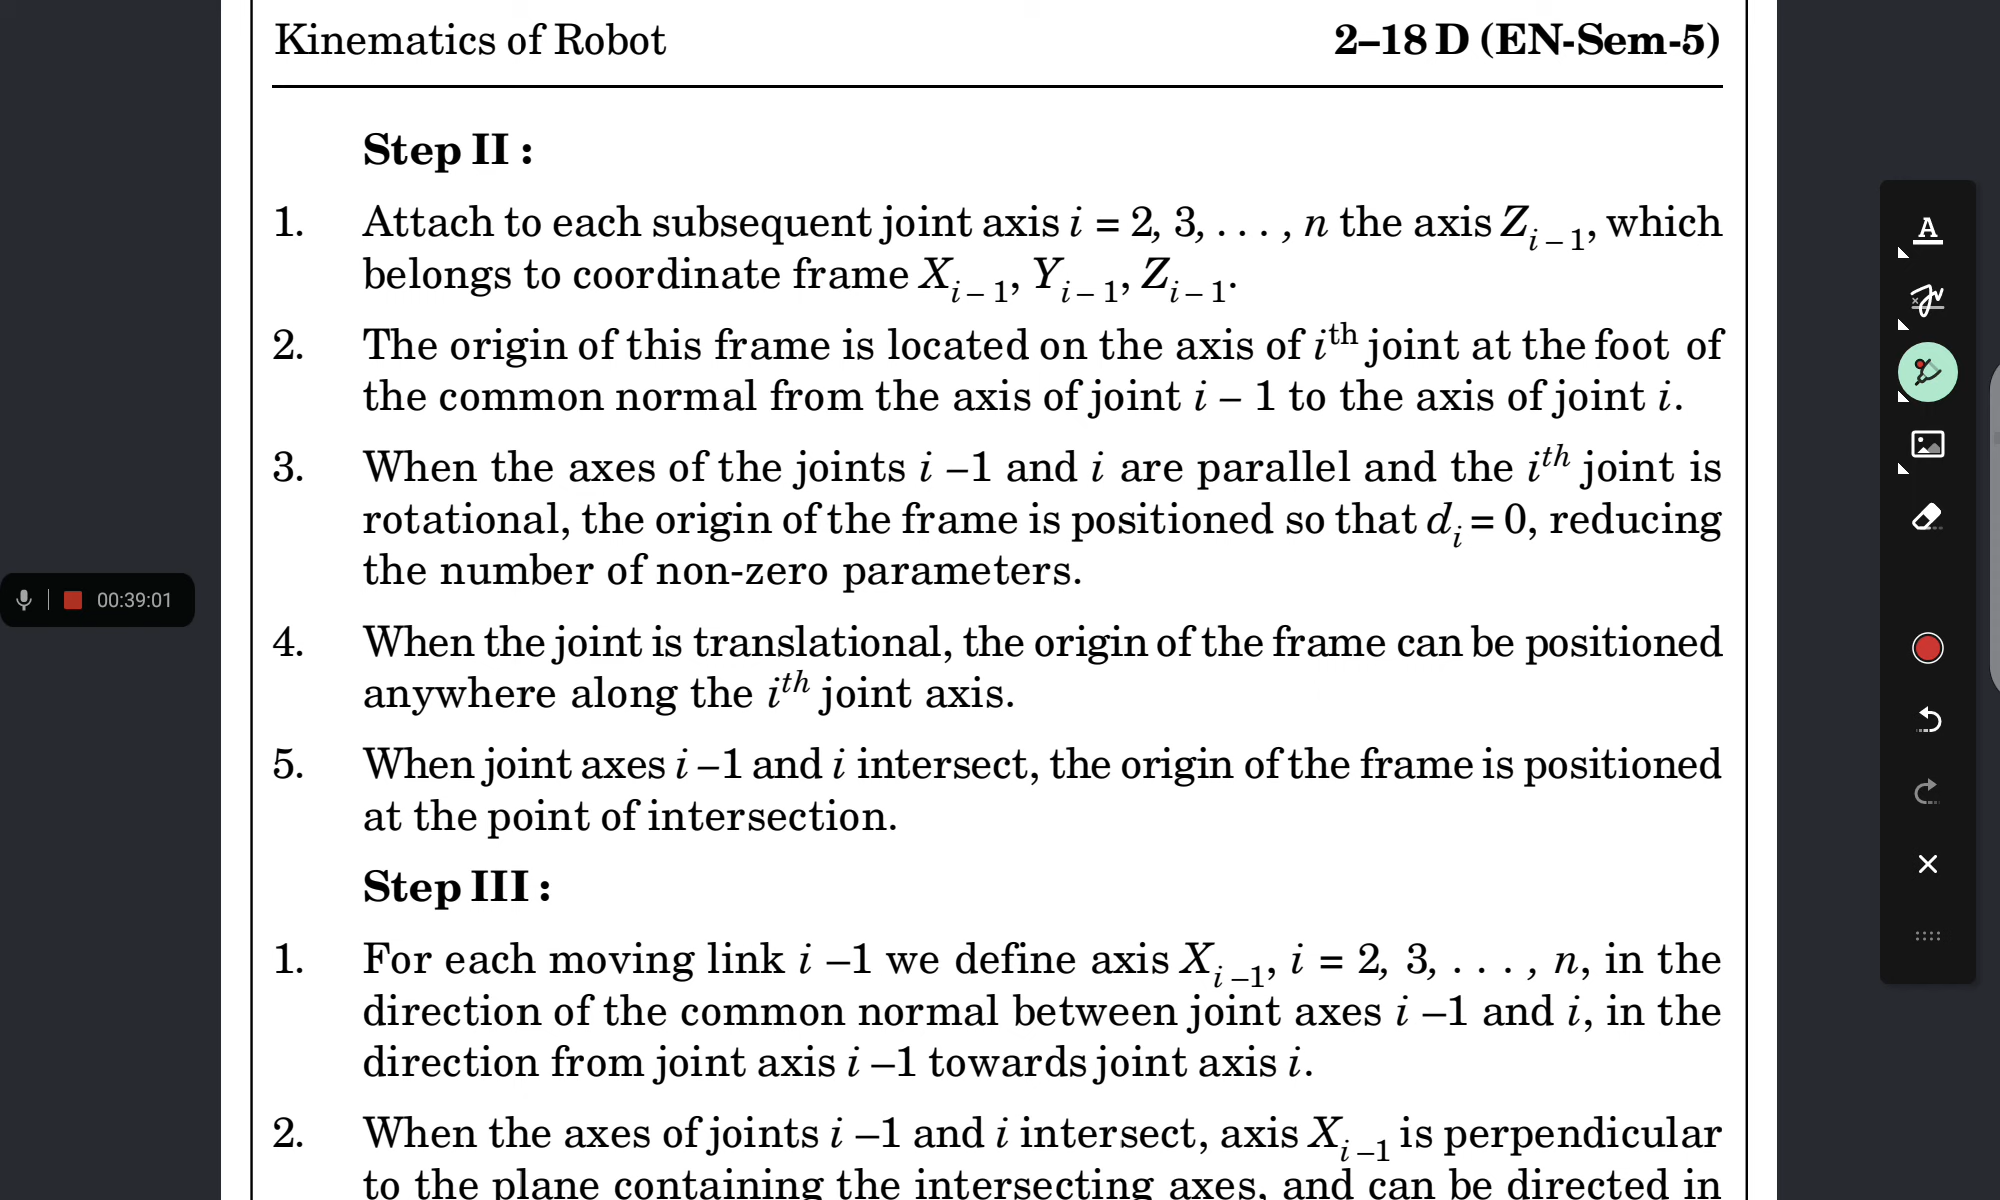 Kinematics of Robot 2–18 D (EN-Sem-5)
Step II :
1. Attach to each subsequent joint axis i = 2, 3, . . . , n the axis Z_{i – 1}, which
belongs to coordinate frame X_{i – 1}, Y_{i – 1}, Z_{i – 1}.
2. The origin of this frame is located on the axis of i^{th} joint at the foot of
the common normal from the axis of joint i – 1 to the axis of joint i.
3. When the axes of the joints i –1 and i are parallel and the i^{th} joint is
rotational, the origin of the frame is positioned so that d_i = 0, reducing
the number of non-zero parameters.
4. When the joint is translational, the origin of the frame can be positioned
anywhere along the i^{th} joint axis.
5. When joint axes i –1 and i intersect, the origin of the frame is positioned
at the point of intersection.
Step III :
1. For each moving link i –1 we define axis X_{i –1}, i = 2, 3, . . . , n, in the
direction of the common normal between joint axes i –1 and i, in the
direction from joint axis i –1 towards joint axis i.
2. When the axes of joints i –1 and i intersect, axis X_{i –1} is perpendicular
to the plane containing the intersecting axes, and can be directed in
00:39:01
A